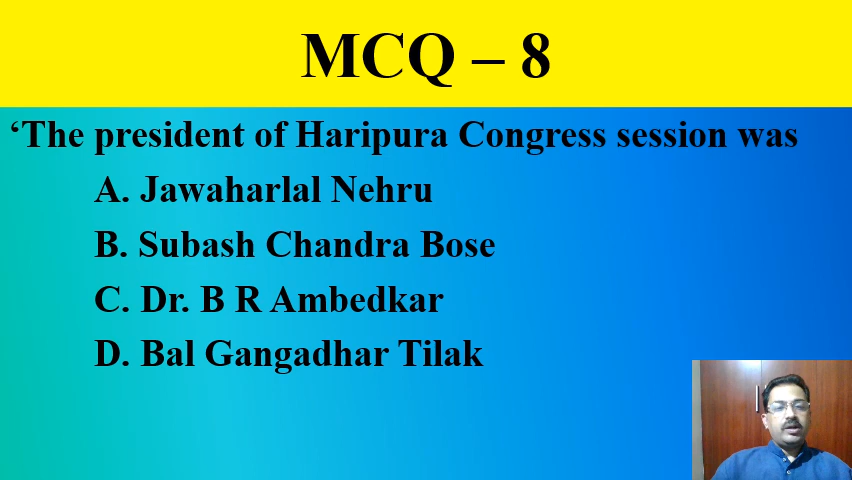 MCQ – 8
‘The president of Haripura Congress session was
A. Jawaharlal Nehru
B. Subash Chandra Bose
C. Dr. B R Ambedkar
D. Bal Gangadhar Tilak